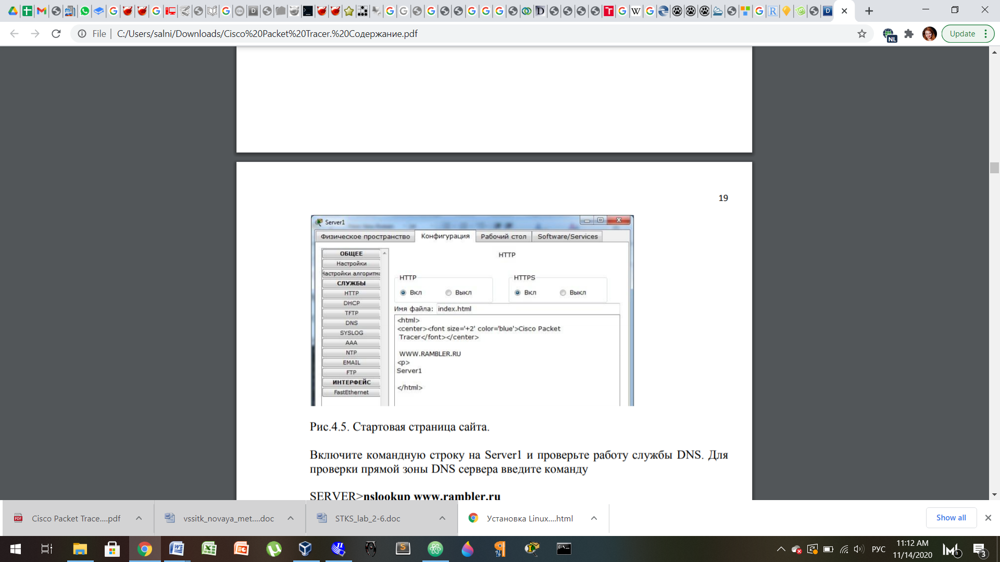 File
C:/Users/salni/Downloads/Cisco%20Packet%20Tracer.%20Содержание.pdf
NL
Update
19
Server1
Физическое пространство
Конфигурация
Рабочий стол
Software/Services
ОБЩЕЕ
Настройки
Настройки алгоритма
СЛУЖБЫ
HTTP
DHCP
TFTP
DNS
SYSLOG
AAA
NTP
EMAIL
FTP
ИНТЕРФЕЙС
FastEthernet
HTTP
HTTP
Вкл Выкл
HTTPS
Вкл Выкл
Имя файла: index.html
<html>
<center><font size='+2' color='blue'>Cisco Packet
Tracer</font></center>
WWW.RAMBLER.RU
<p>
Server1
</html>
Рис.4.5. Стартовая страница сайта.
Включите командную строку на Server1 и проверьте работу службы DNS. Для
проверки прямой зоны DNS сервера введите команду
SERVER>nslookup www.rambler.ru
Cisco Packet Trace....pdf
vssitk_novaya_met....doc
STKS_lab_2-6.doc
Установка Linux....html
Show all
РУС
11:12 AM
11/14/2020
3